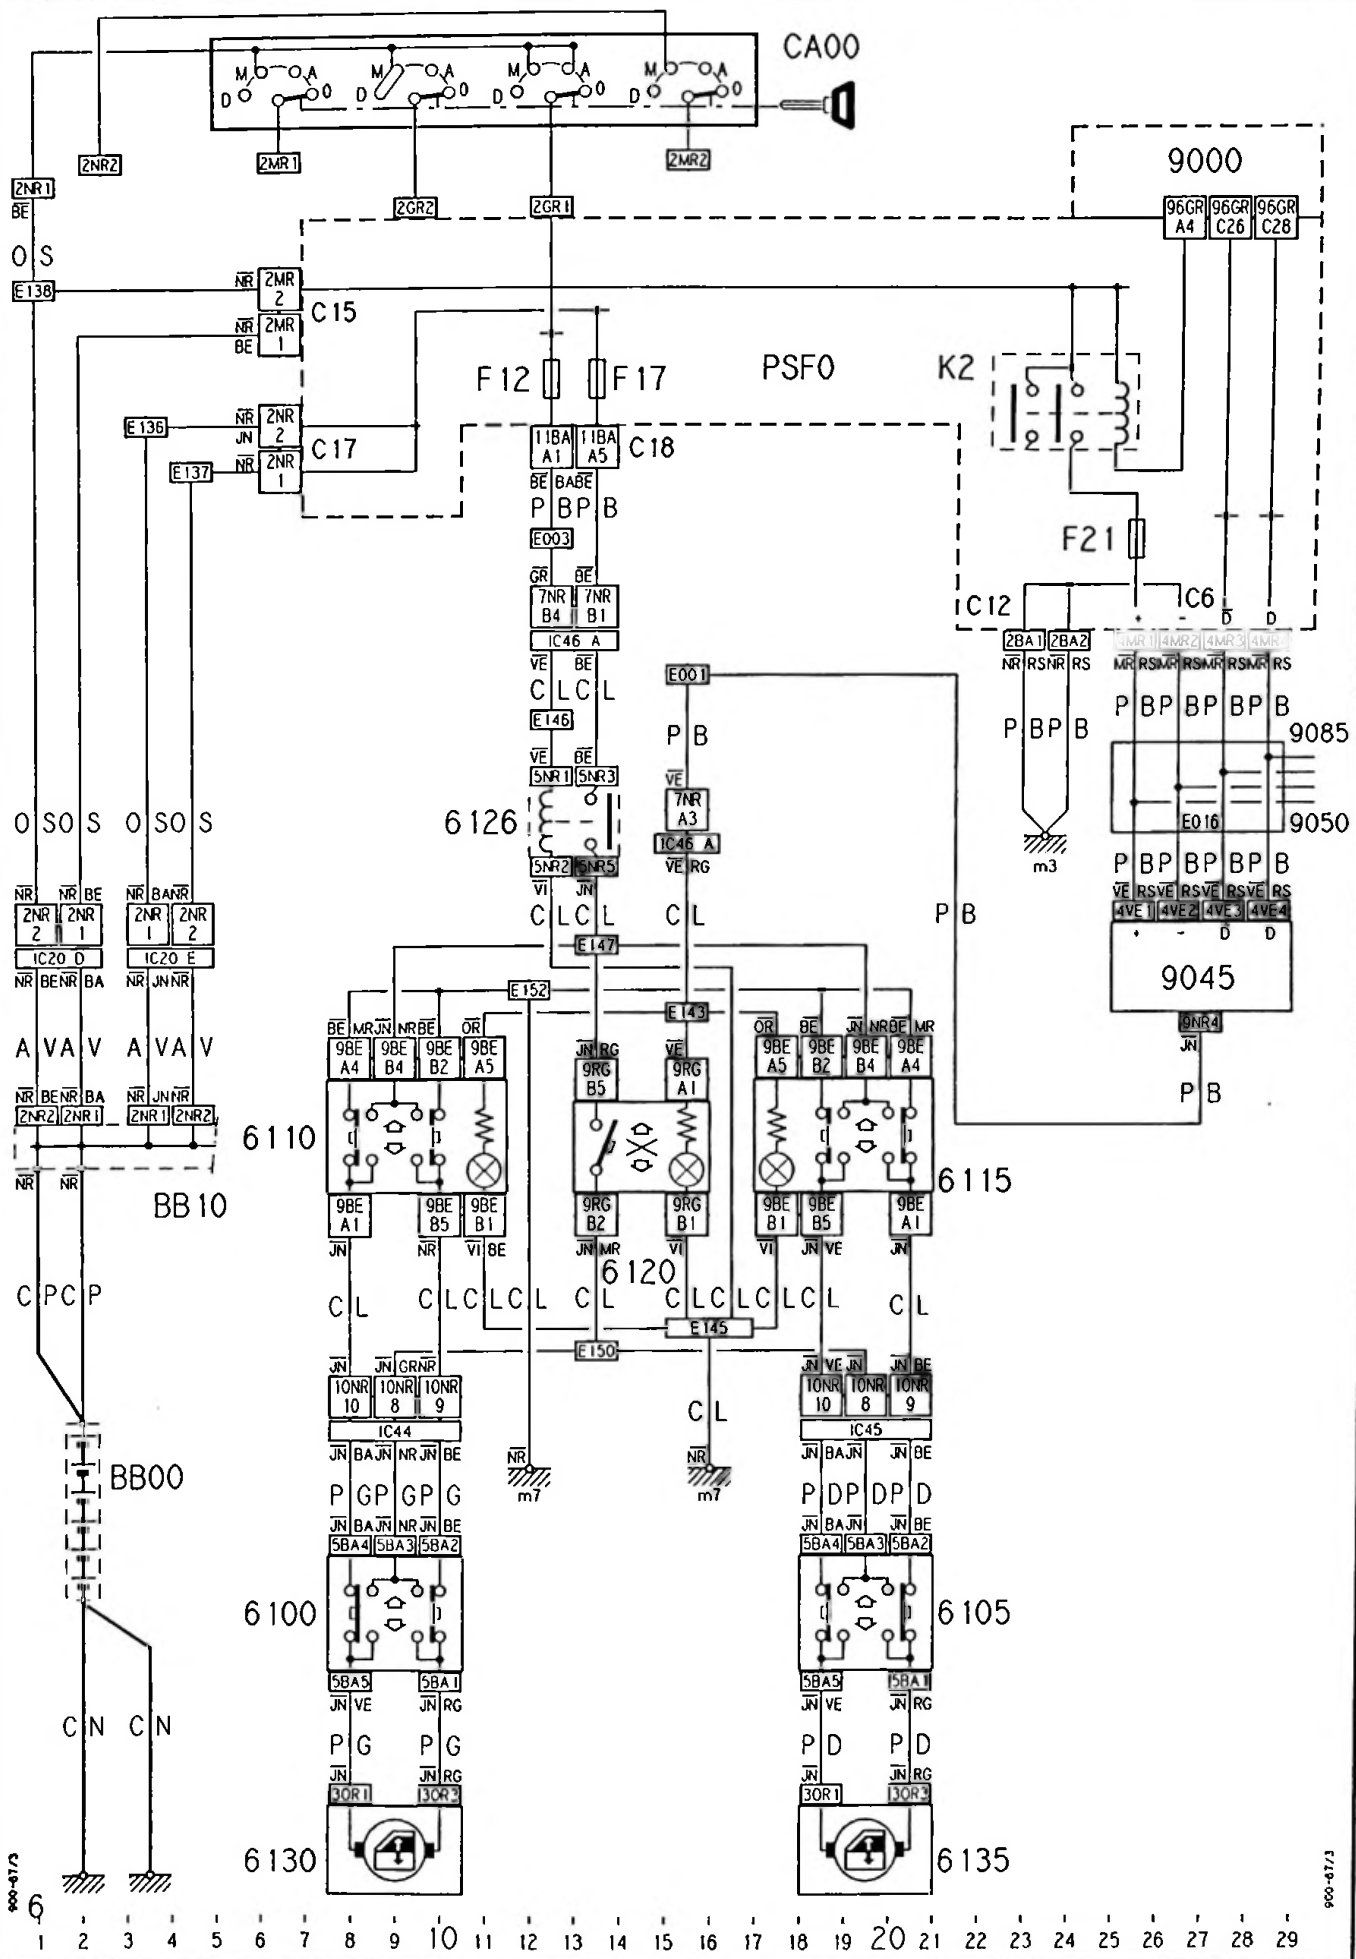 CA00
M A M A M A M A
D O D O D O D O
2NR2 2MR1 2MR2
9000
2NR1
BE
2GR2 2GR1
96GR A4 96GR C26 96GR C28
O S
E138
NR 2MR 2
C15
NR BE 2MR 1
F12 F17 PSF0 K2
E136 NR JN 2NR 2
C17
E137 NR 2NR 1
11BA A1 11BA A5 C18
BE BA BE
P B P B
E003
F21
GR BE
7NR B4 7NR B1
IC46 A
C12 C6
+ - D D
2BA1 2BA2 4MR1 4MR2 4MR3
NR RS NR RS MR RS MR RS MR RS MR RS
VE BE
C L C L
E001
E146
P B
P B P B P B P B P B P B
9085
VE BE
5NR1 5NR3
VE
7NR A3
6126
IC46 A
E016 9050
m3
5NR2 5NR5
VI JN
VE RG
O S O S O S O S
P B P B P B P B
NR NR BE NR BA NR
VE RS VE RS VE RS VE RS
2NR 2 2NR 1 2NR 1 2NR 2
4VE1 4VE2 4VE3 4VE4
C L C L C L
P B
+ - D D
IC20 D IC20 E
E147
9045
NR BE NR BA NR JN NR
E152
E143
9NR4
JN
A V A V A V A V
BE MR JN NR BE OR
JN RG VE
OR BE JN NR BE MR
9BE A4 9BE B4 9BE B2 9BE A5
9RG B5 9RG A1
9BE A5 9BE B2 9BE B4 9BE A4
P B
NR BE NR BA NR JN NR
2NR2 2NR1 2NR1 2NR2
6110
6115
NR NR
BB10
9BE A1 9BE B5 9BE B1
9RG B2 9RG B1
9BE B1 9BE B5 9BE A1
JN NR VI BE
JN MR VI
VI JN VE JN
6120
C P C P
C L C L C L C L C L C L C L C L C L C L
E145
E150
JN JN GR NR
JN VE JN JN BE
10NR 10 10NR 8 10NR 9
10NR 10 10NR 8 10NR 9
IC44 IC45
C L
JN BA JN NR JN BE
NR NR
m7 m7
JN BA JN JN BE
BB00
P G P G P G
P D P D P D
JN BA JN NR JN BE
JN BA JN JN BE
5BA4 5BA3 5BA2
5BA4 5BA3 5BA2
6100 6105
5BA5 5BA1
5BA5 5BA1
JN VE JN RG
JN VE JN RG
C N C N
P G P G
P D P D
JN JN RG
JN JN RG
30R1 30R3
30R1 30R3
6130 6135
900-67/3
900-67/3
6
1 2 3 4 5 6 7 8 9 10 11 12 13 14 15 16 17 18 19 20 21 22 23 24 25 26 27 28 29